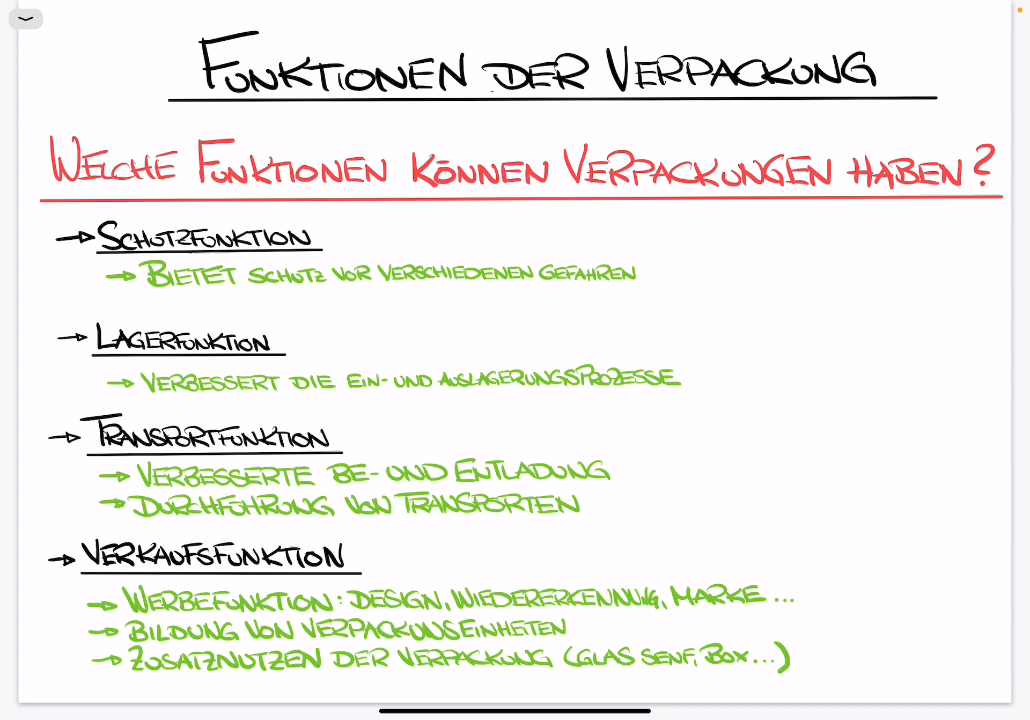 FUNKTIONEN DER VERPACKUNG
WELCHE FUNKTIONEN KÖNNEN VERPACKUNGEN HABEN?
→ SCHUTZFUNKTION
→ BIETET SCHUTZ VOR VERSCHIEDENEN GEFAHREN
→ LAGERFUNKTION
→ VERBESSERT DIE EIN- UND AUSLAGERUNGSPROZESSE
→ TRANSPORTFUNKTION
→ VERBESSERTE BE- UND ENTLADUNG
→ DURCHFÜHRUNG VON TRANSPORTEN
→ VERKAUFSFUNKTION
→ WERBEFUNKTION: DESIGN, WIEDERERKENNUNG, MARKE ...
→ BILDUNG VON VERPACKUNSEINHEITEN
→ ZUSATZNUTZEN DER VERPACKUNG (GLAS SENF, BOX ...)